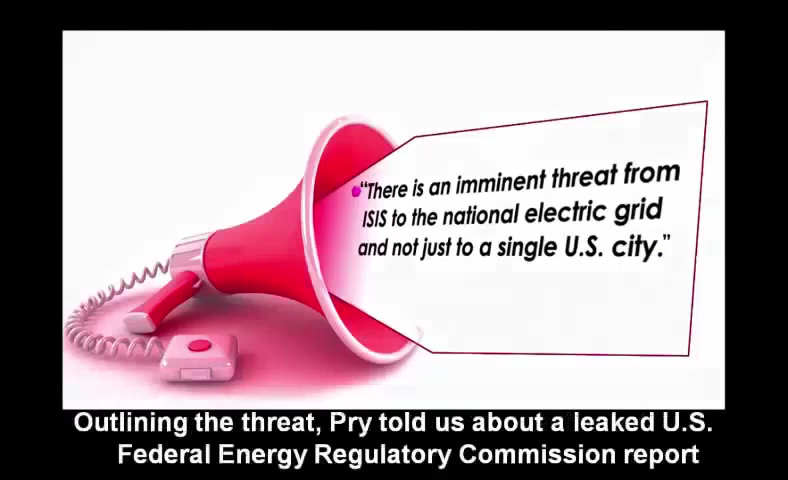 “There is an imminent threat from
ISIS to the national electric grid
and not just to a single U.S. city.”
Outlining the threat, Pry told us about a leaked U.S.
Federal Energy Regulatory Commission report